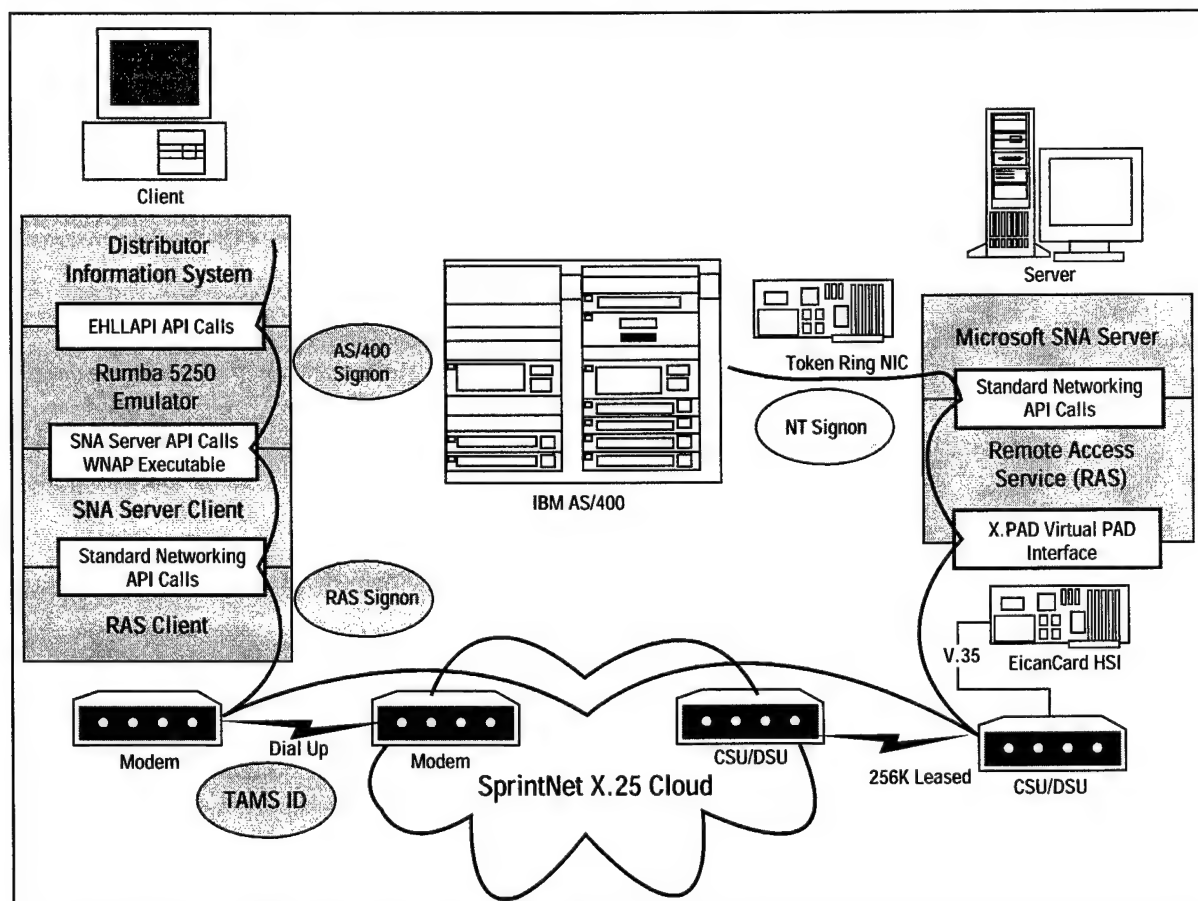 Client
Distributor
Information System
EHLLAPI API Calls
Rumba 5250
Emulator
SNA Server API Calls
WNAP Executable
SNA Server Client
Standard Networking
API Calls
RAS Client
AS/400
Signon
RAS Signon
IBM AS/400
Token Ring NIC
NT Signon
Server
Microsoft SNA Server
Standard Networking
API Calls
Remote Access
Service (RAS)
X.PAD Virtual PAD
Interface
EicanCard HSI
V.35
Modem
Dial Up
TAMS ID
Modem
SprintNet X.25 Cloud
CSU/DSU
256K Leased
CSU/DSU